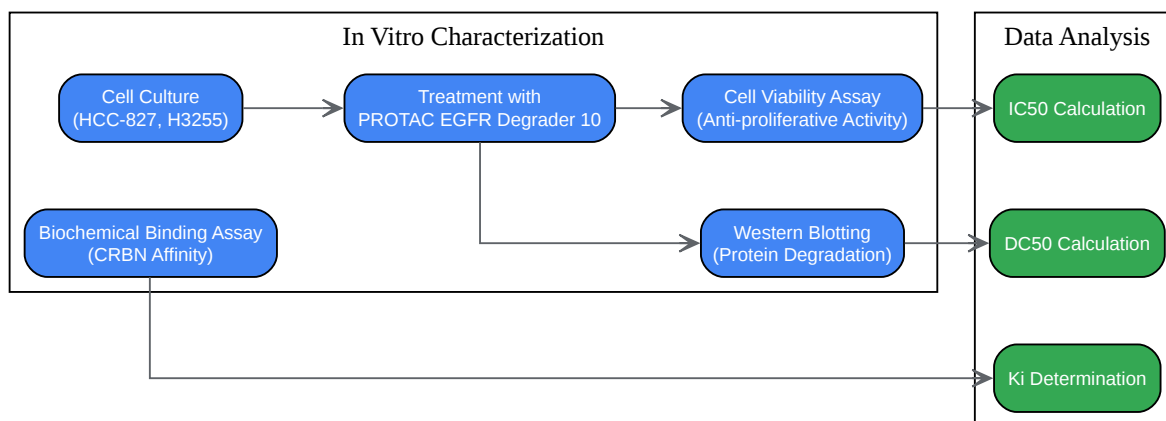 In Vitro Characterization
Data Analysis
Cell Culture
(HCC-827, H3255)
Treatment with
PROTAC EGFR Degrader 10
Cell Viability Assay
(Anti-proliferative Activity)
IC50 Calculation
Biochemical Binding Assay
(CRBN Affinity)
Western Blotting
(Protein Degradation)
DC50 Calculation
Ki Determination